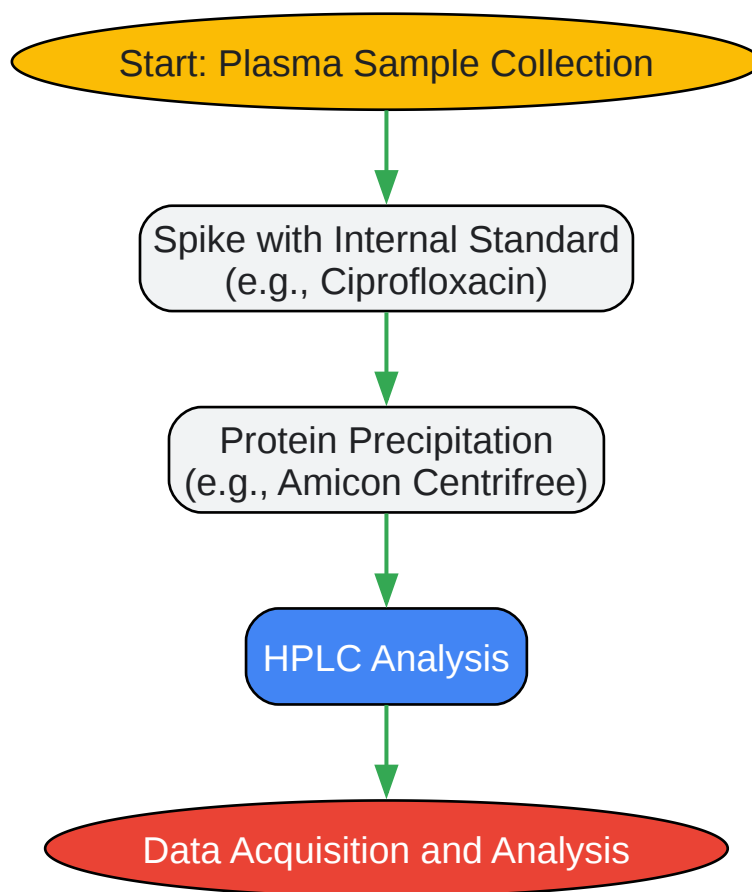 Start: Plasma Sample Collection
Spike with Internal Standard
(e.g., Ciprofloxacin)
Protein Precipitation
(e.g., Amicon Centrifree)
HPLC Analysis
Data Acquisition and Analysis